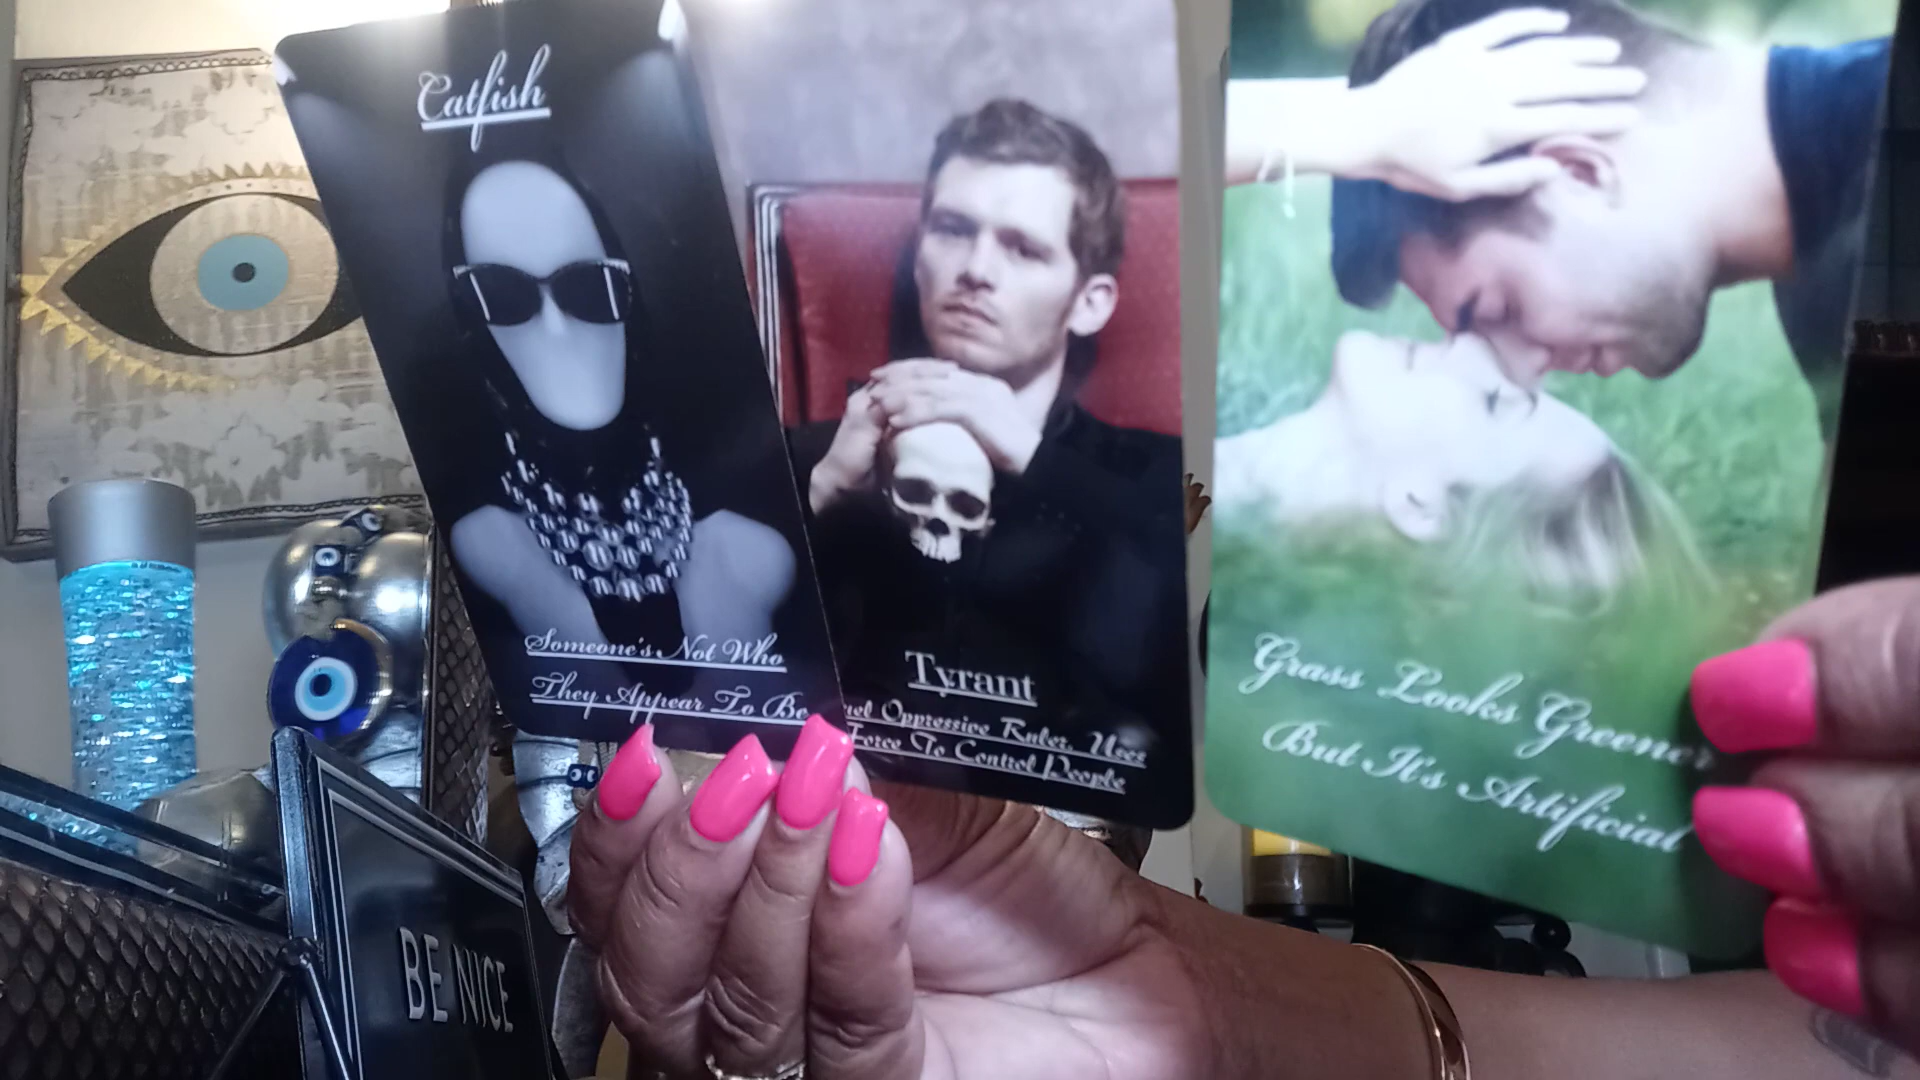 Catfish
Someone's Not Who
They Appear To Be
Tyrant
Oppressive Ruler. Uses
Force To Control People
Grass Looks Greener
But It's Artificial
BE NICE